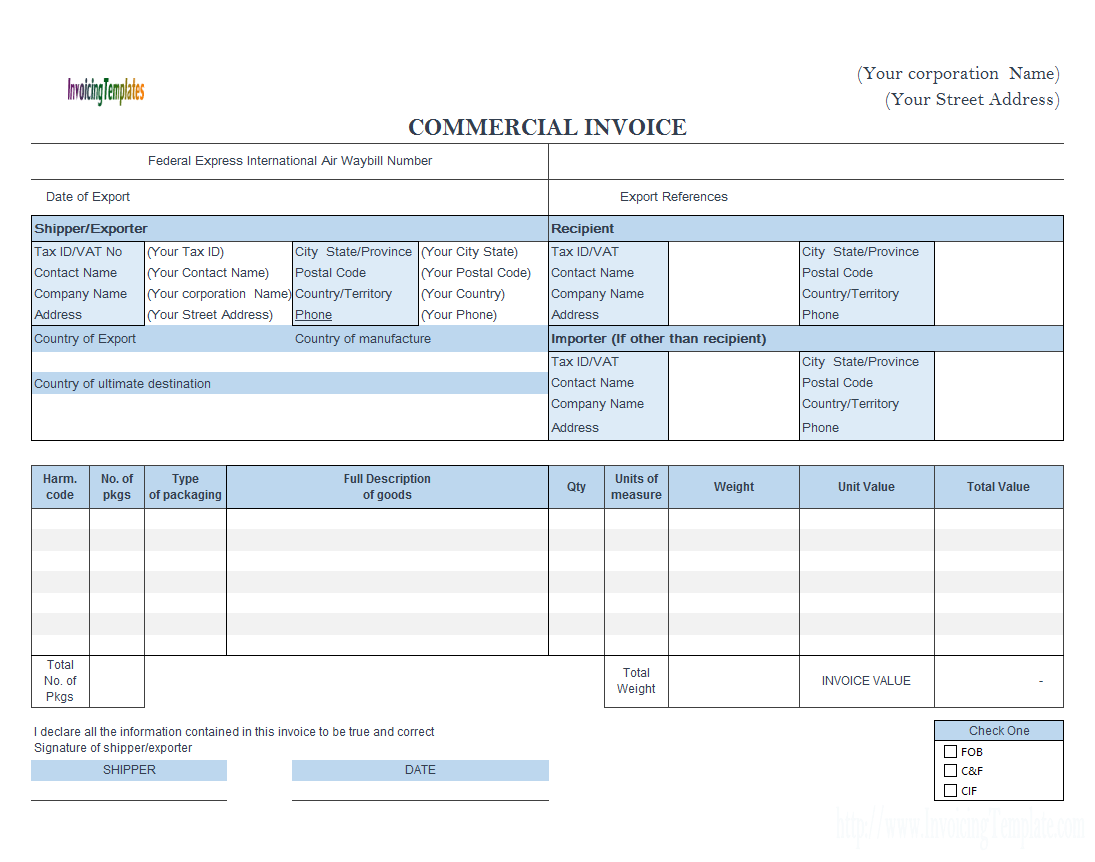 InvoicingTemplates
(Your corporation  Name)
(Your Street Address)
COMMERCIAL INVOICE
Federal Express International Air Waybill Number
Date of Export
Export References
Shipper/Exporter
Recipient
Tax ID/VAT No (Your Tax ID) City  State/Province (Your City State) Tax ID/VAT City  State/Province
Contact Name (Your Contact Name) Postal Code (Your Postal Code) Contact Name Postal Code
Company Name (Your corporation  Name) Country/Territory (Your Country) Company Name Country/Territory
Address (Your Street Address) Phone (Your Phone) Address Phone
Country of Export Country of manufacture Importer (If other than recipient)
Tax ID/VAT City  State/Province
Country of ultimate destination Contact Name Postal Code
Company Name Country/Territory
Address Phone
Harm. code
No. of pkgs
Type of packaging
Full Description of goods
Qty
Units of measure
Weight
Unit Value
Total Value
Total
No. of
Pkgs
Total
Weight
INVOICE VALUE
-
I declare all the information contained in this invoice to be true and correct
Signature of shipper/exporter
SHIPPER
DATE
Check One
FOB
C&F
CIF
http://www.InvoicingTemplate.com